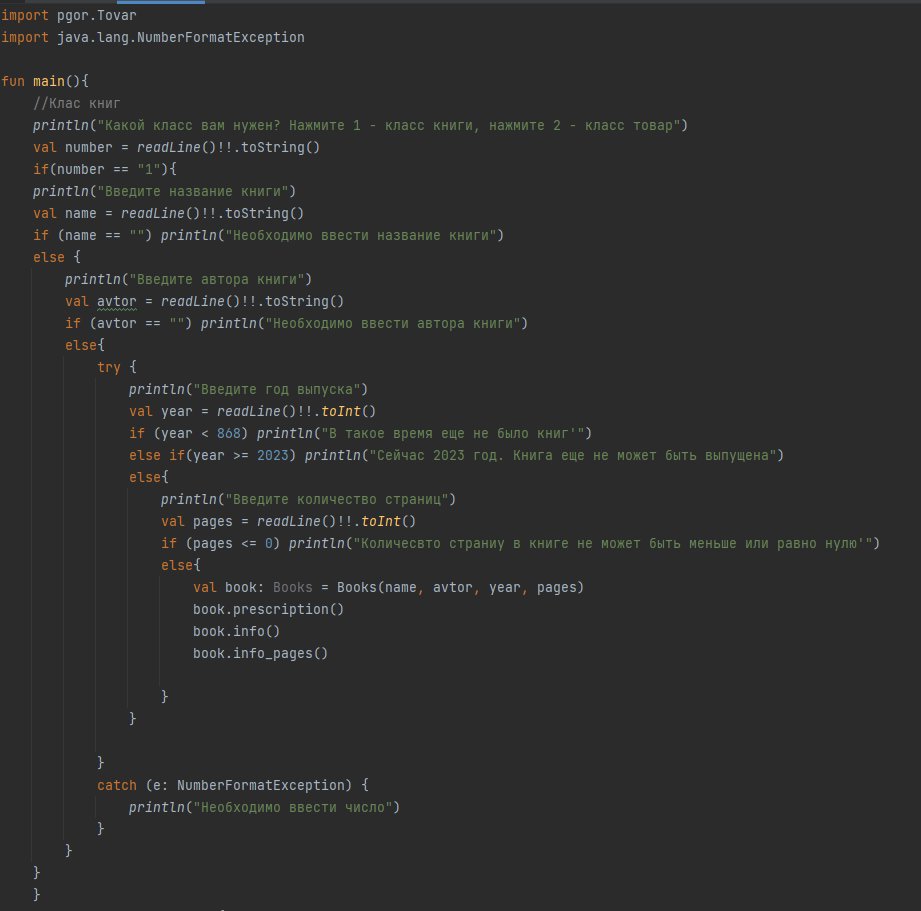 import pgor.Tovar
import java.lang.NumberFormatException
fun main(){
//Клас книг
println("Какой класс вам нужен? Нажмите 1 - класс книги, нажмите 2 - класс товар")
val number = readLine()!!.toString()
if(number == "1"){
println("Введите название книги")
val name = readLine()!!.toString()
if (name == "") println("Необходимо ввести название книги")
else {
println("Введите автора книги")
val avtor = readLine()!!.toString()
if (avtor == "") println("Необходимо ввести автора книги")
else{
try {
println("Введите год выпуска")
val year = readLine()!!.toInt()
if (year < 868) println("В такое время еще не было книг'")
else if(year >= 2023) println("Сейчас 2023 год. Книга еще не может быть выпущена")
else{
println("Введите количество страниц")
val pages = readLine()!!.toInt()
if (pages <= 0) println("Количесвто страниу в книге не может быть меньше или равно нулю'")
else{
val book: Books = Books(name, avtor, year, pages)
book.prescription()
book.info()
book.info_pages()
}
}
}
catch (e: NumberFormatException) {
println("Необходимо ввести число")
}
}
}
}